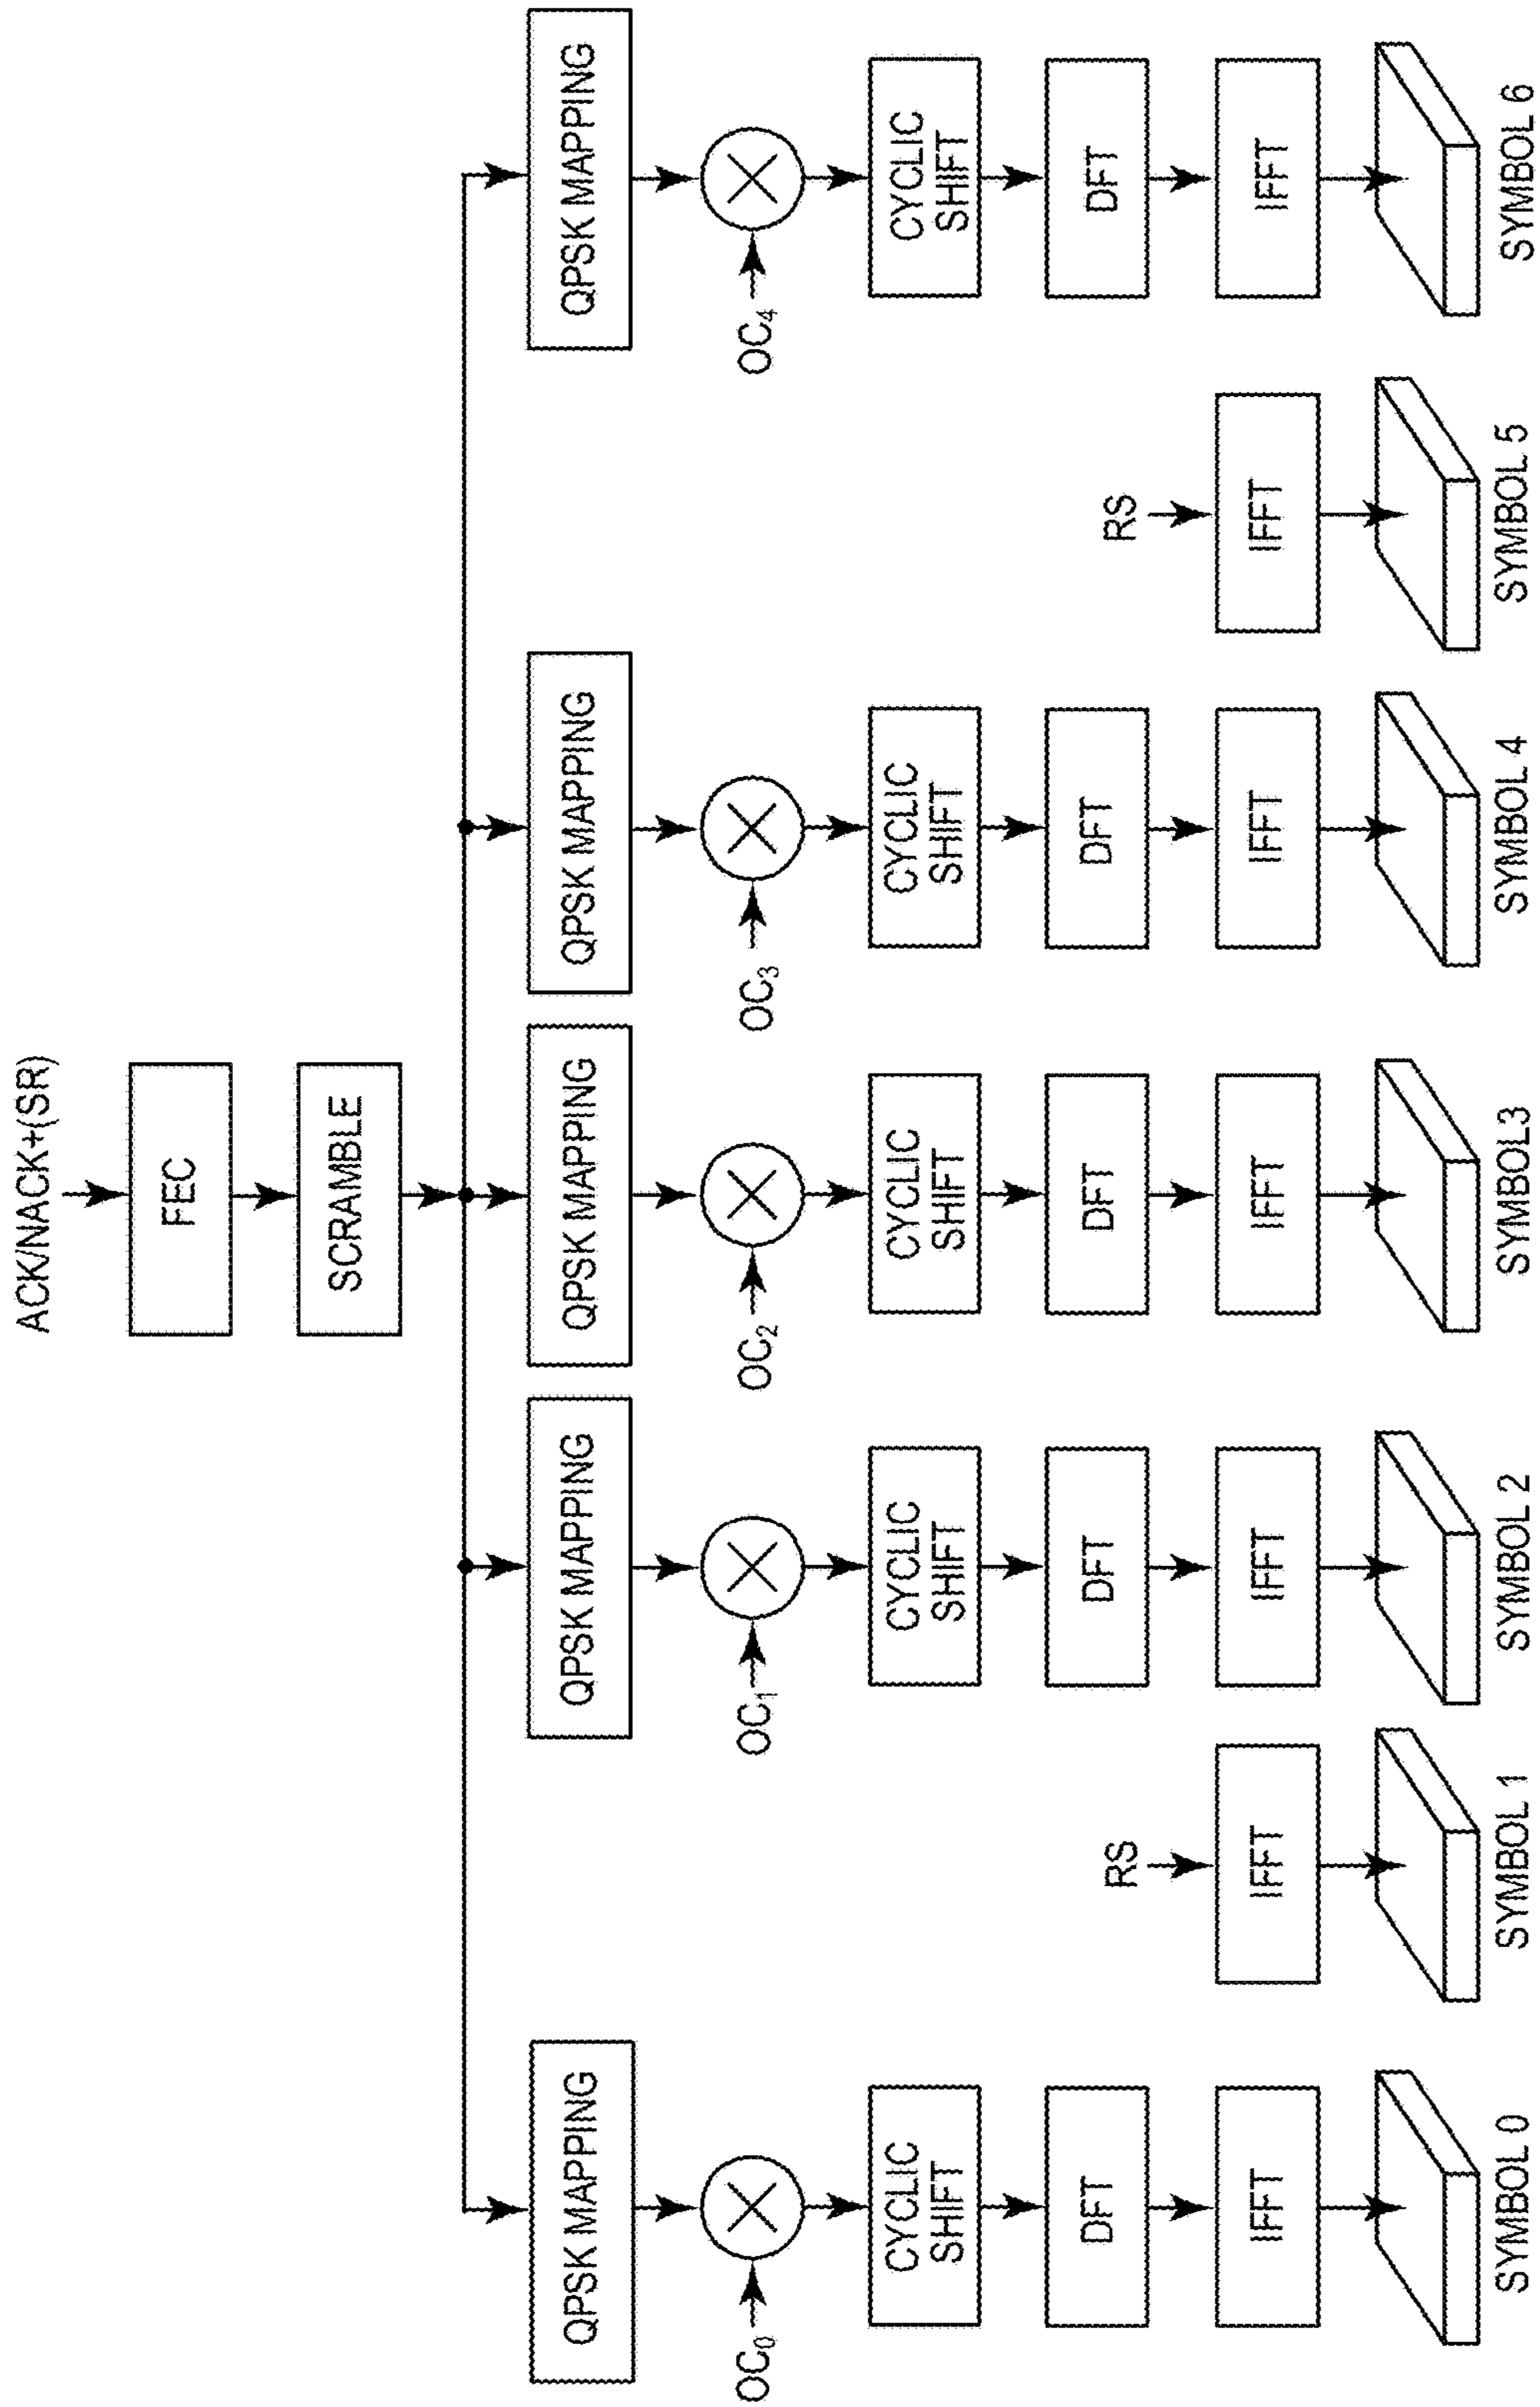 ACK/NACK+(SR)
FEC
SCRAMBLE
QPSK MAPPING
QPSK MAPPING
QPSK MAPPING
QPSK MAPPING
QPSK MAPPING
OC₀
OC₁
OC₂
OC₃
OC₄
CYCLIC
SHIFT
CYCLIC
SHIFT
CYCLIC
SHIFT
CYCLIC
SHIFT
CYCLIC
SHIFT
DFT
RS
DFT
DFT
DFT
RS
DFT
IFFT
IFFT
IFFT
IFFT
IFFT
IFFT
IFFT
SYMBOL 0
SYMBOL 1
SYMBOL 2
SYMBOL3
SYMBOL 4
SYMBOL 5
SYMBOL 6